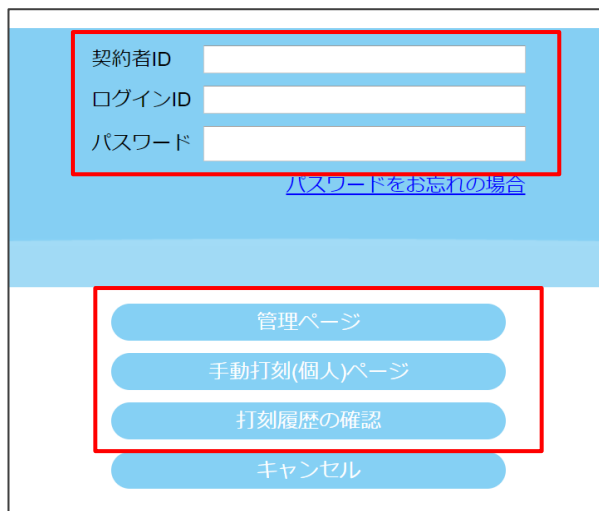 契約者ID
ログインID
パスワード
パスワードをお忘れの場合
管理ページ
手動打刻(個人)ページ
打刻履歴の確認
キャンセル